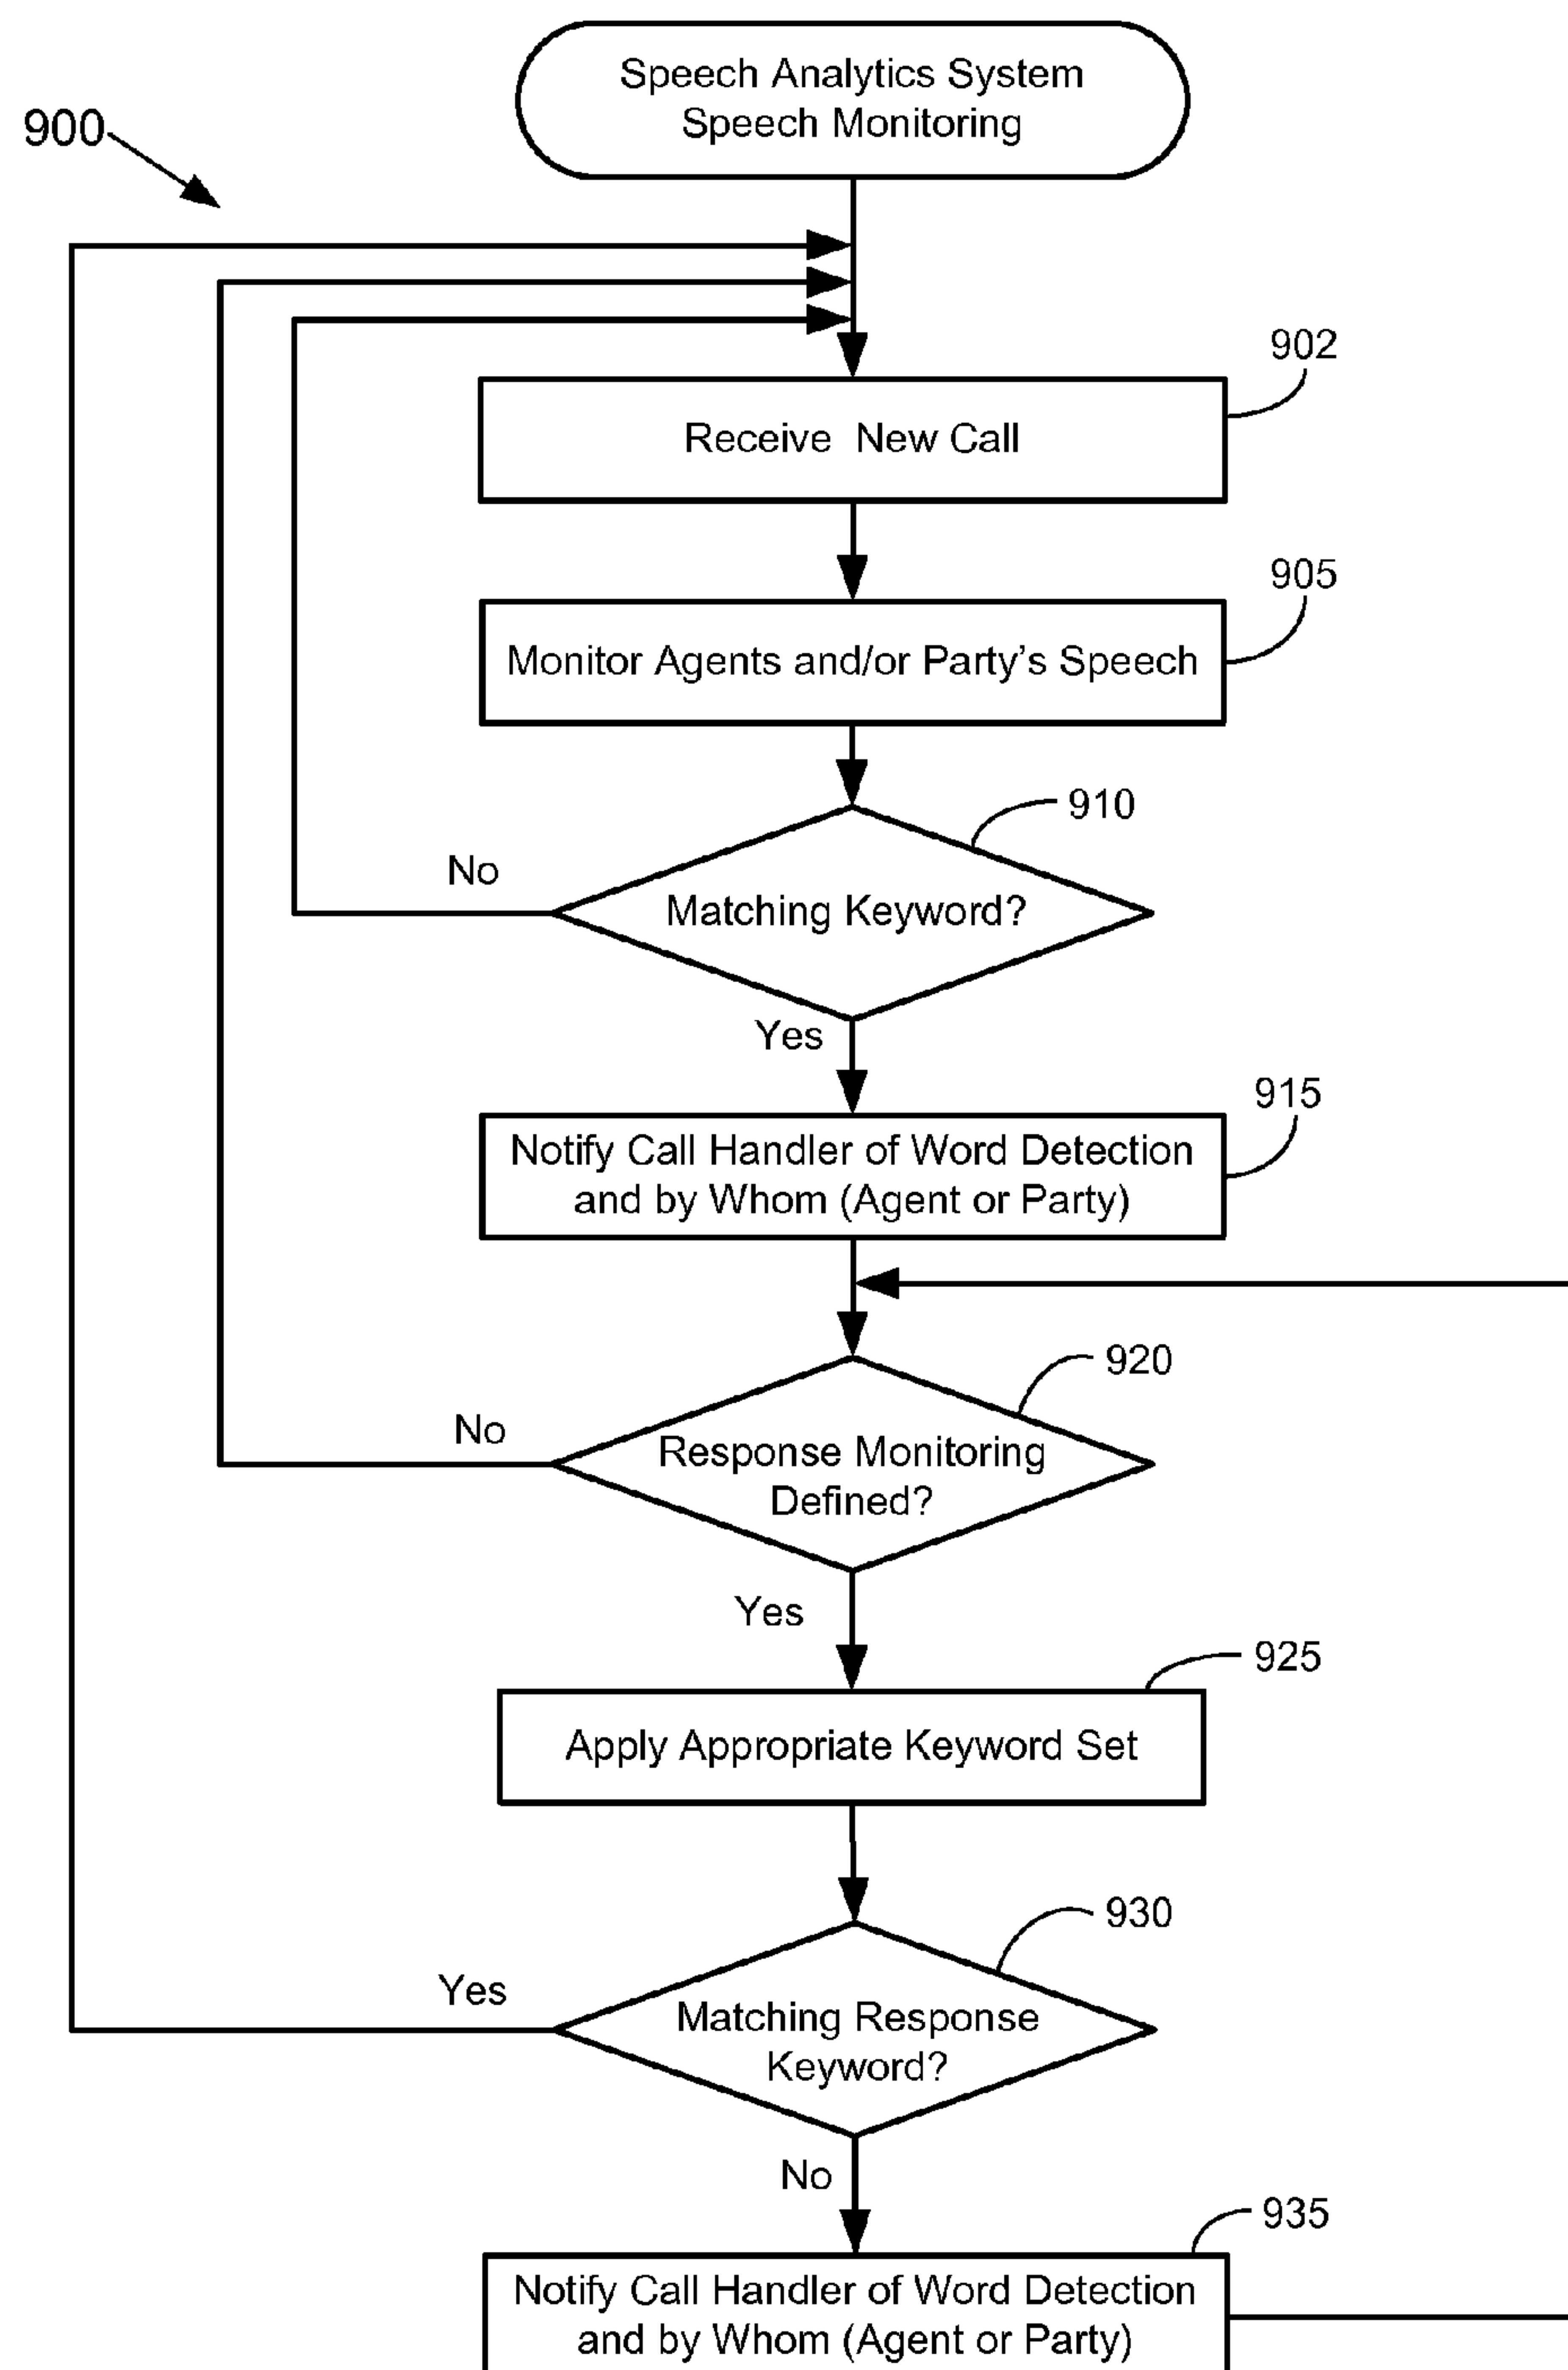 Speech Analytics System
Speech Monitoring
900
902
Receive New Call
905
Monitor Agents and/or Party's Speech
910
No
Matching Keyword?
Yes
915
Notify Call Handler of Word Detection
and by Whom (Agent or Party)
920
No
Response Monitoring
Defined?
Yes
925
Apply Appropriate Keyword Set
930
Yes
Matching Response
Keyword?
No
935
Notify Call Handler of Word Detection
and by Whom (Agent or Party)